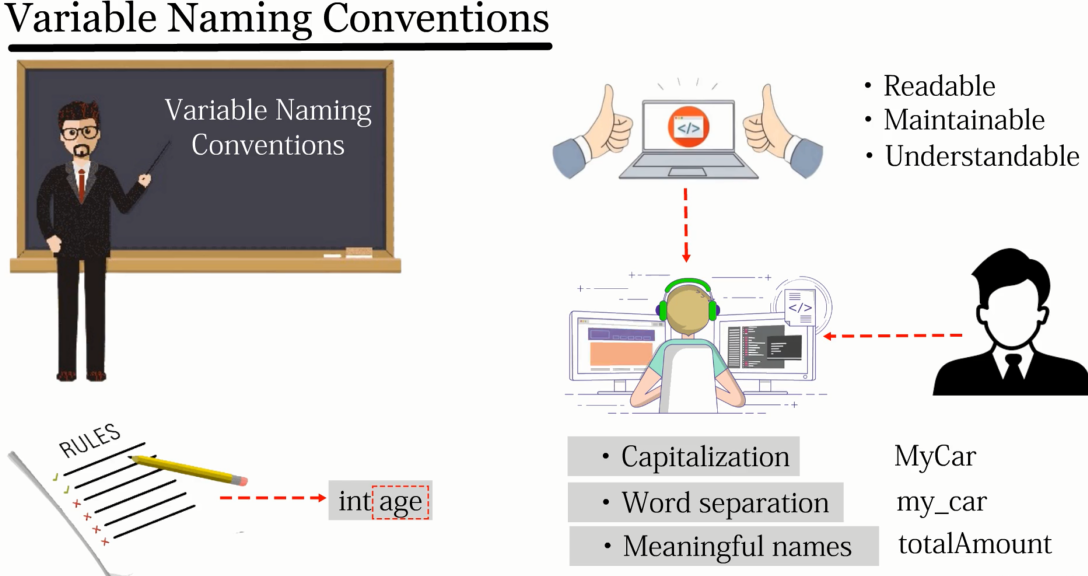 Variable Naming Conventions
Variable Naming
Conventions
</>
• Readable
• Maintainable
• Understandable
</>
RULES
int age
• Capitalization
MyCar
• Word separation
my_car
• Meaningful names
totalAmount